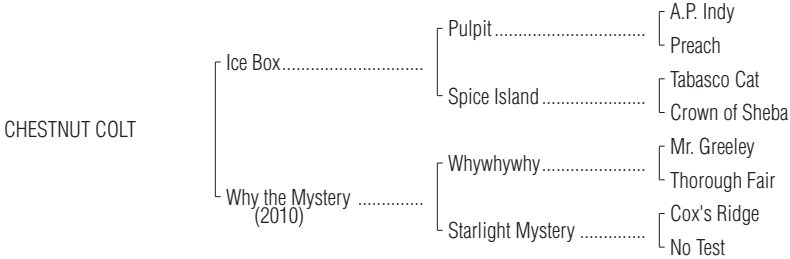 A.P. Indy
Pulpit..............................
Preach
Ice Box............................
Tabasco Cat
Spice Island.....................
Crown of Sheba
CHESTNUT COLT
Mr. Greeley
Whywhywhy.....................
Thorough Fair
Why the Mystery .............
(2010)
Cox's Ridge
Starlight Mystery .............
No Test